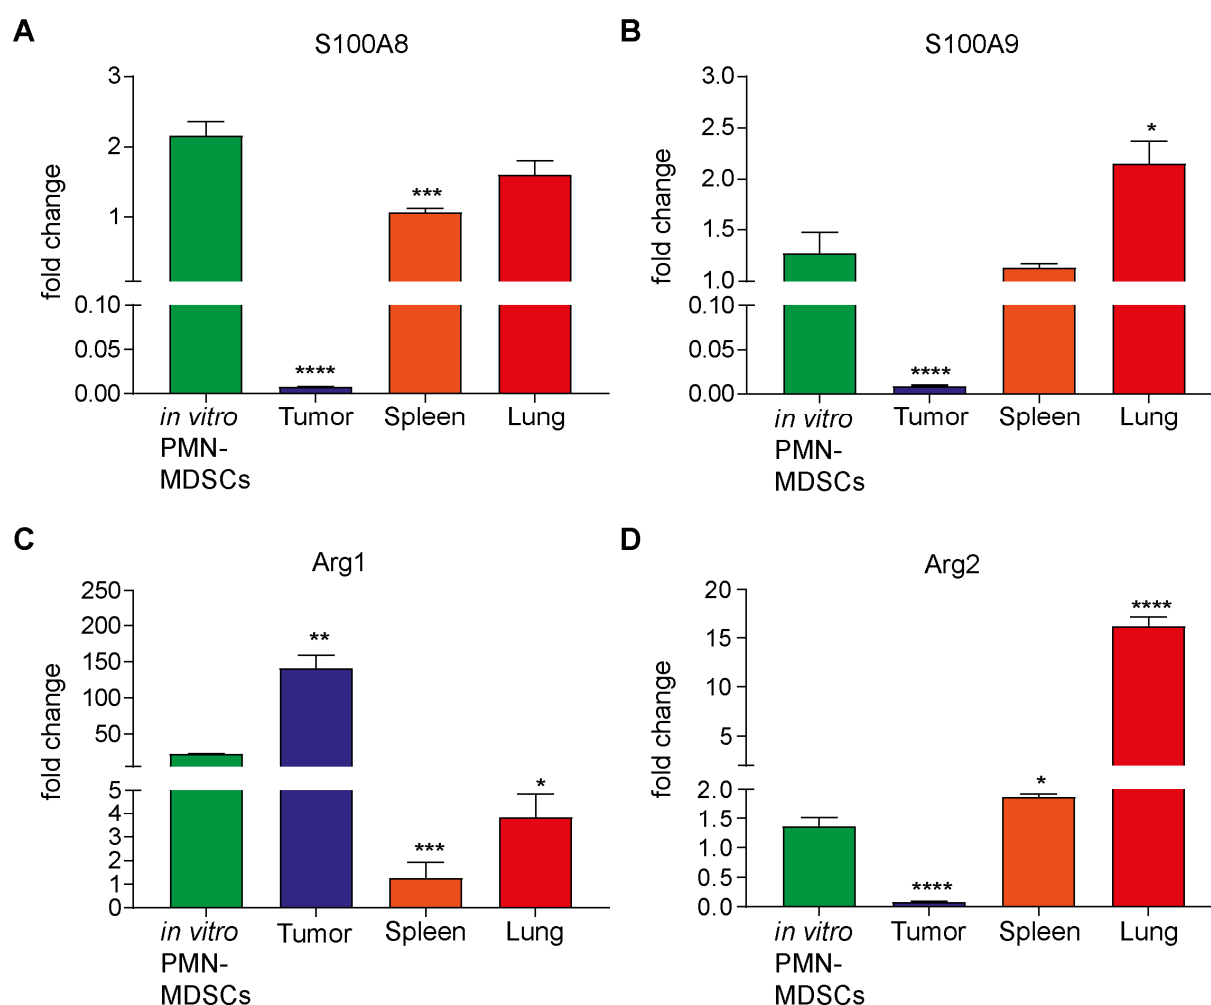 A
S100A8
fold change
3
2
1
0.10
0.05
0.00
****
***
in vitro
PMN-
MDSCs
Tumor
Spleen
Lung
B
S100A9
fold change
3.0
2.5
2.0
1.5
1.0
0.10
0.05
0.00
****
*
in vitro
PMN-
MDSCs
Tumor
Spleen
Lung
C
Arg1
fold change
250
200
150
100
50
5
4
3
2
1
0
**
***
*
in vitro
PMN-
MDSCs
Tumor
Spleen
Lung
D
Arg2
fold change
20
15
10
5
2.0
1.5
1.0
0.5
0.0
****
*
****
in vitro
PMN-
MDSCs
Tumor
Spleen
Lung